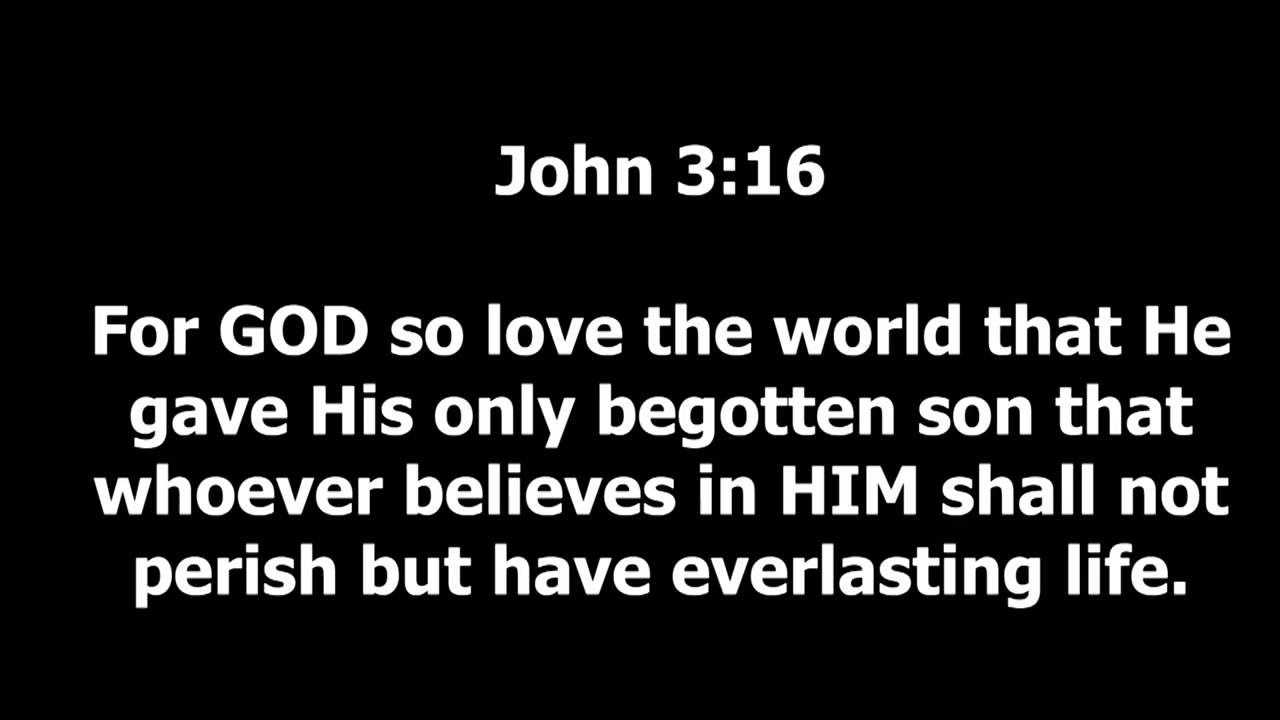 John 3:16
For GOD so love the world that He
gave His only begotten son that
whoever believes in HIM shall not
perish but have everlasting life.